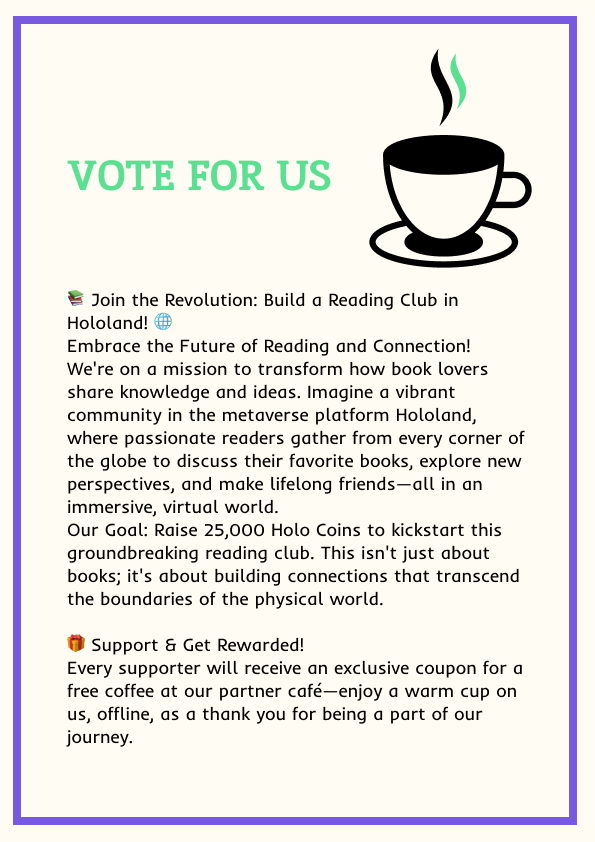 VOTE FOR US
📚 Join the Revolution: Build a Reading Club in
Hololand! 🌐
Embrace the Future of Reading and Connection!
We're on a mission to transform how book lovers
share knowledge and ideas. Imagine a vibrant
community in the metaverse platform Hololand,
where passionate readers gather from every corner of
the globe to discuss their favorite books, explore new
perspectives, and make lifelong friends—all in an
immersive, virtual world.
Our Goal: Raise 25,000 Holo Coins to kickstart this
groundbreaking reading club. This isn't just about
books; it's about building connections that transcend
the boundaries of the physical world.
🎁 Support & Get Rewarded!
Every supporter will receive an exclusive coupon for a
free coffee at our partner café—enjoy a warm cup on
us, offline, as a thank you for being a part of our
journey.